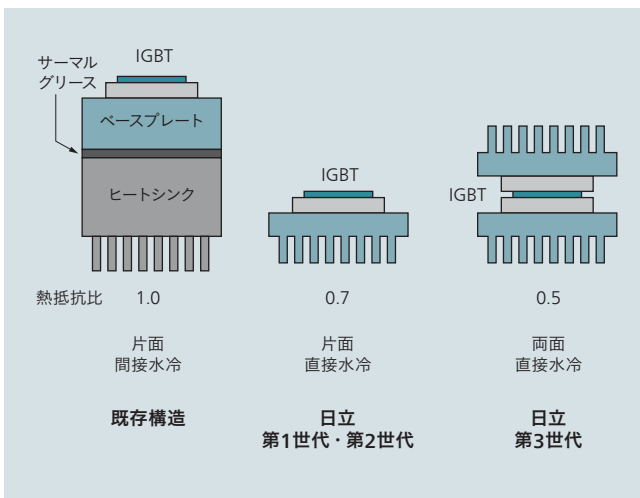 サーマル
グリース
IGBT
ベースプレート
ヒートシンク
IGBT
IGBT
熱抵抗比
1.0
0.7
0.5
片面
間接水冷
片面
直接水冷
両面
直接水冷
既存構造
日立
第1世代・第2世代
日立
第3世代